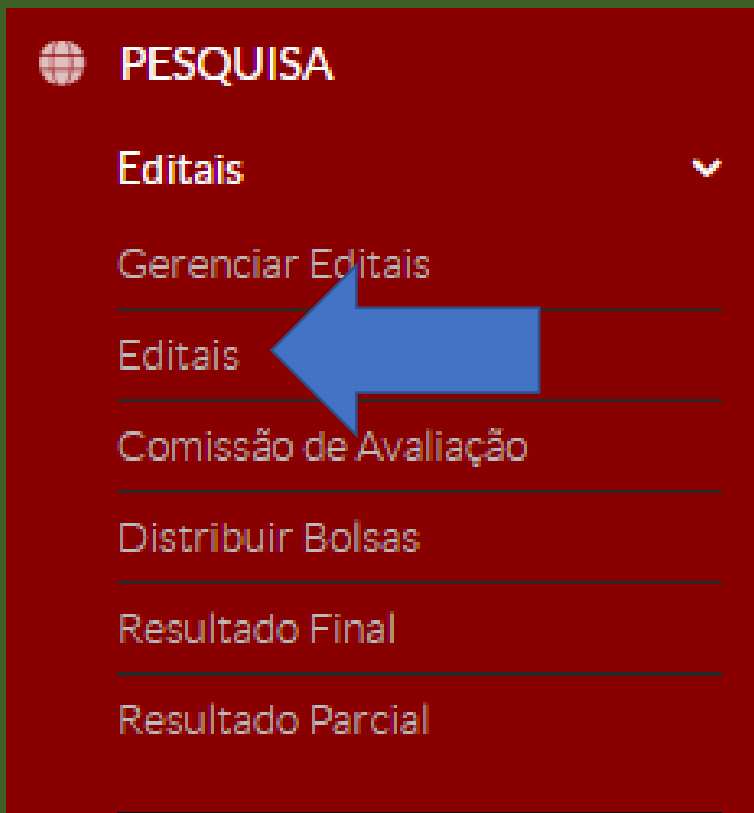 PESQUISA
Editais
Gerenciar Editais
Editais
Comissão de Avaliação
Distribuir Bolsas
Resultado Final
Resultado Parcial